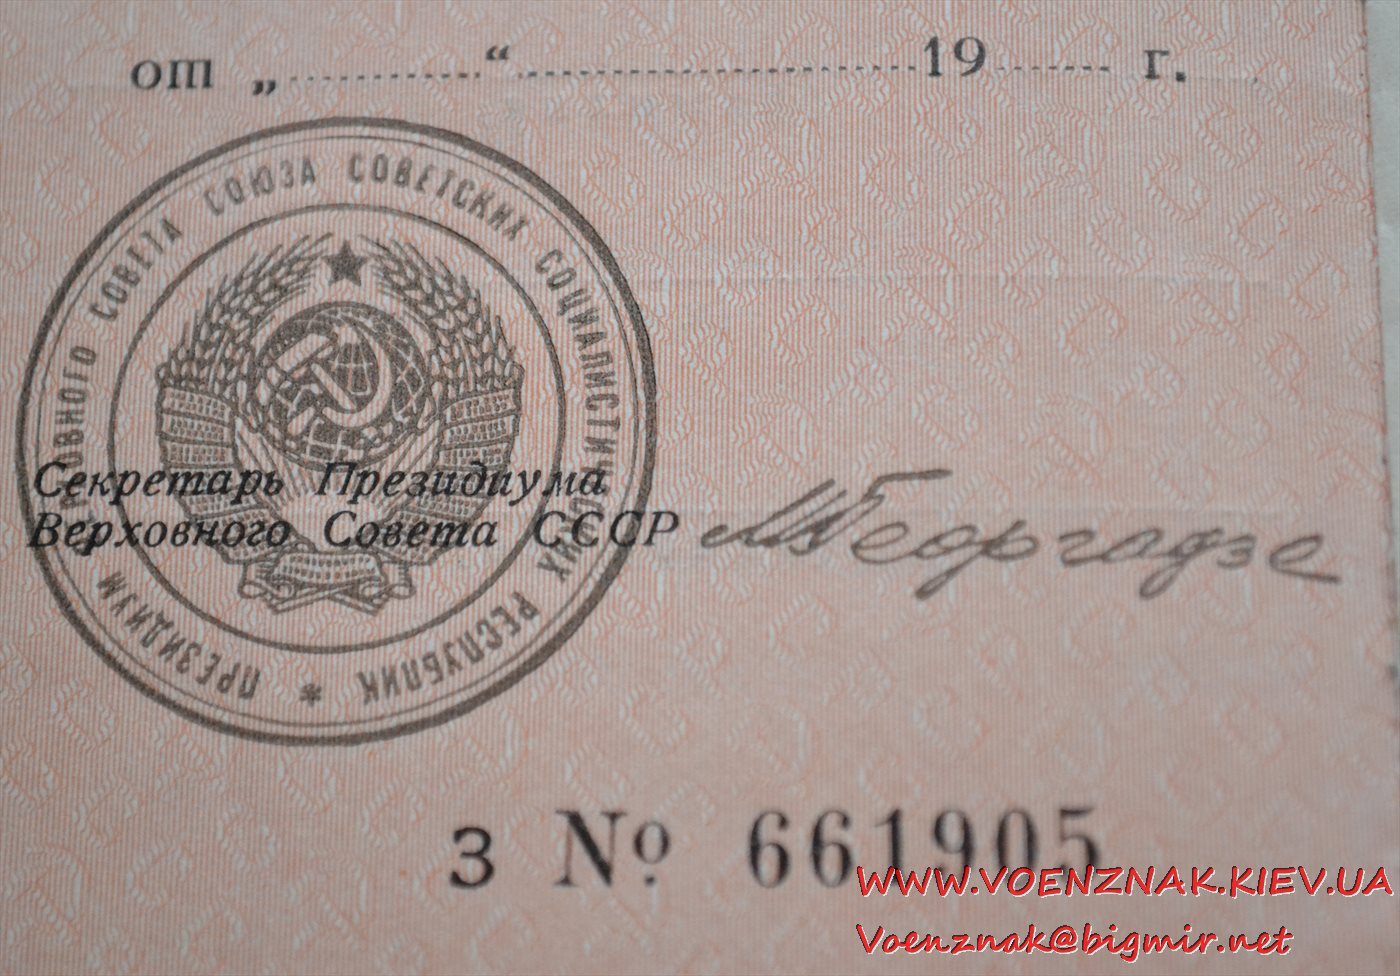 от „..........“..............................19........ г.
ПРЕЗИДИУМ ВЕРХОВНОГО СОВЕТА СОЮЗА СОВЕТСКИХ СОЦИАЛИСТИЧЕСКИХ РЕСПУБЛИК *
Секретарь Президиума
Верховного Совета СССР МГеоргадзе
З № 661905
WWW.VOENZNAK.KIEV.UA
Voenznak@bigmir.net